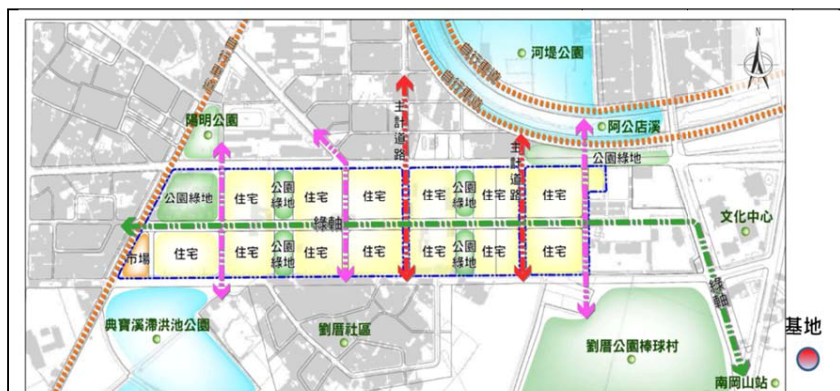 自行車道
河堤公園
自行車道
自行車道
N
陽明公園
主計道路
阿公店溪
主計道路
公園綠地
公園綠地
住宅
公園
綠地
住宅
住宅
住宅
公園
綠地
住宅
住宅
綠軸
文化中心
市場
住宅
住宅
公園
綠地
住宅
住宅
住宅
公園
綠地
住宅
住宅
綠軸
典寶溪滯洪池公園
劉厝社區
劉厝公園棒球村
南岡山站
基地